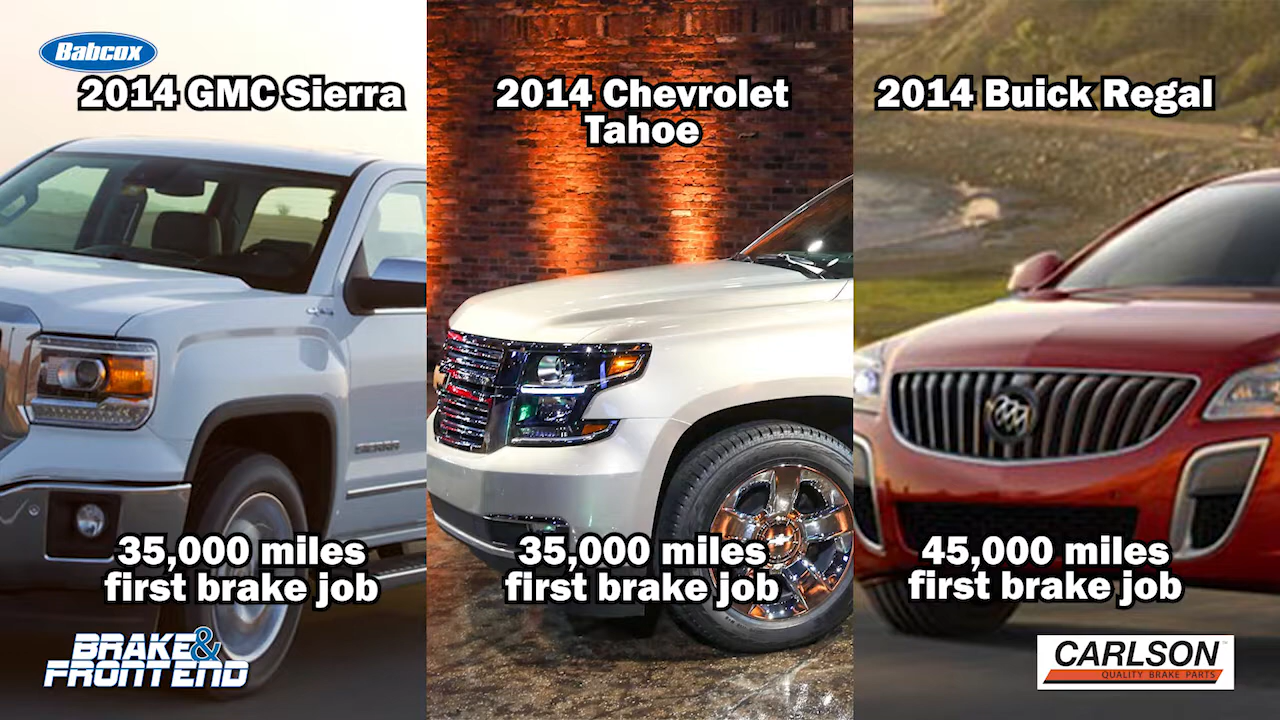 Babcox
2014 GMC Sierra
2014 Chevrolet
Tahoe
2014 Buick Regal
SIERRA
35,000 miles
first brake job
35,000 miles
first brake job
45,000 miles
first brake job
BRAKE &
FRONT END
CARLSON
QUALITY BRAKE PARTS